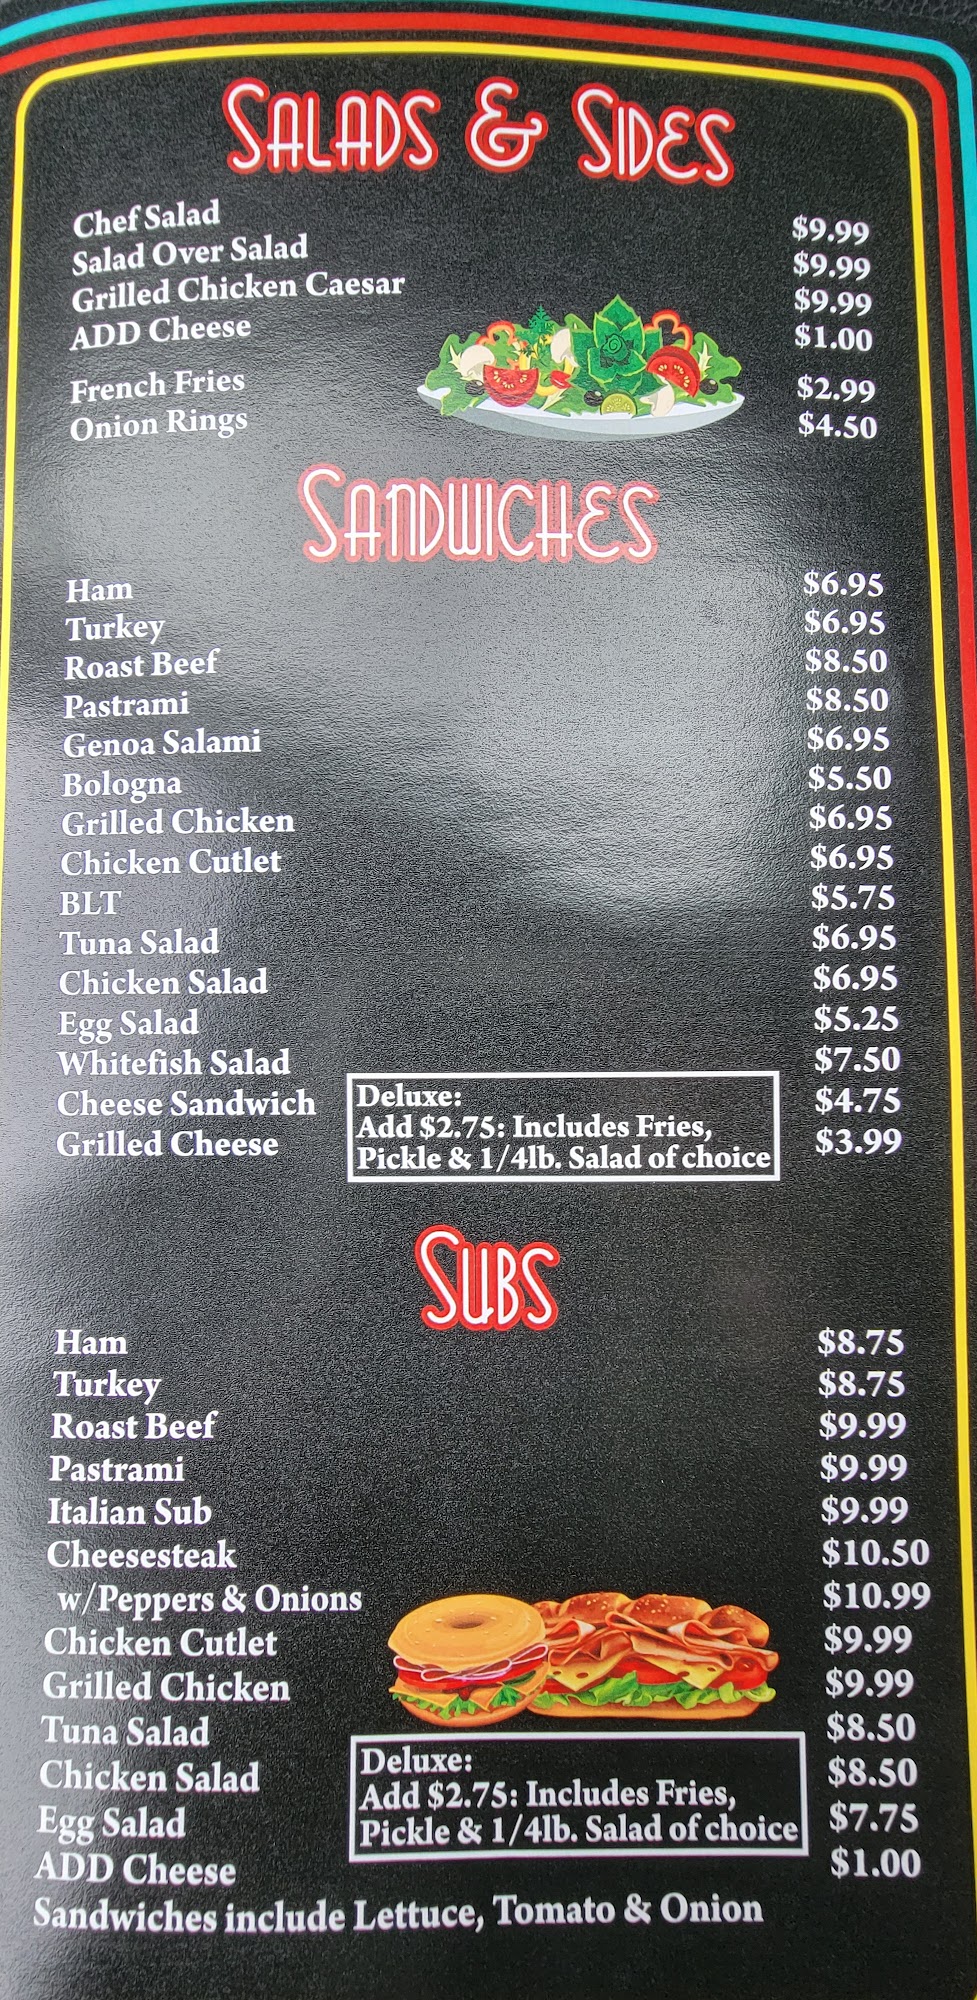 SALADS & SIDES
Chef Salad $9.99
Salad Over Salad $9.99
Grilled Chicken Caesar $9.99
ADD Cheese $1.00
French Fries $2.99
Onion Rings $4.50
SANDWICHES
Ham $6.95
Turkey $6.95
Roast Beef $8.50
Pastrami $8.50
Genoa Salami $6.95
Bologna $5.50
Grilled Chicken $6.95
Chicken Cutlet $6.95
BLT $5.75
Tuna Salad $6.95
Chicken Salad $6.95
Egg Salad $5.25
Whitefish Salad $7.50
Cheese Sandwich $4.75
Grilled Cheese $3.99
Deluxe:
Add $2.75: Includes Fries,
Pickle & 1/4lb. Salad of choice
SUBS
Ham $8.75
Turkey $8.75
Roast Beef $9.99
Pastrami $9.99
Italian Sub $9.99
Cheesesteak $10.50
w/Peppers & Onions $10.99
Chicken Cutlet $9.99
Grilled Chicken $9.99
Tuna Salad $8.50
Chicken Salad $8.50
Egg Salad $7.75
ADD Cheese $1.00
Deluxe:
Add $2.75: Includes Fries,
Pickle & 1/4lb. Salad of choice
Sandwiches include Lettuce, Tomato & Onion